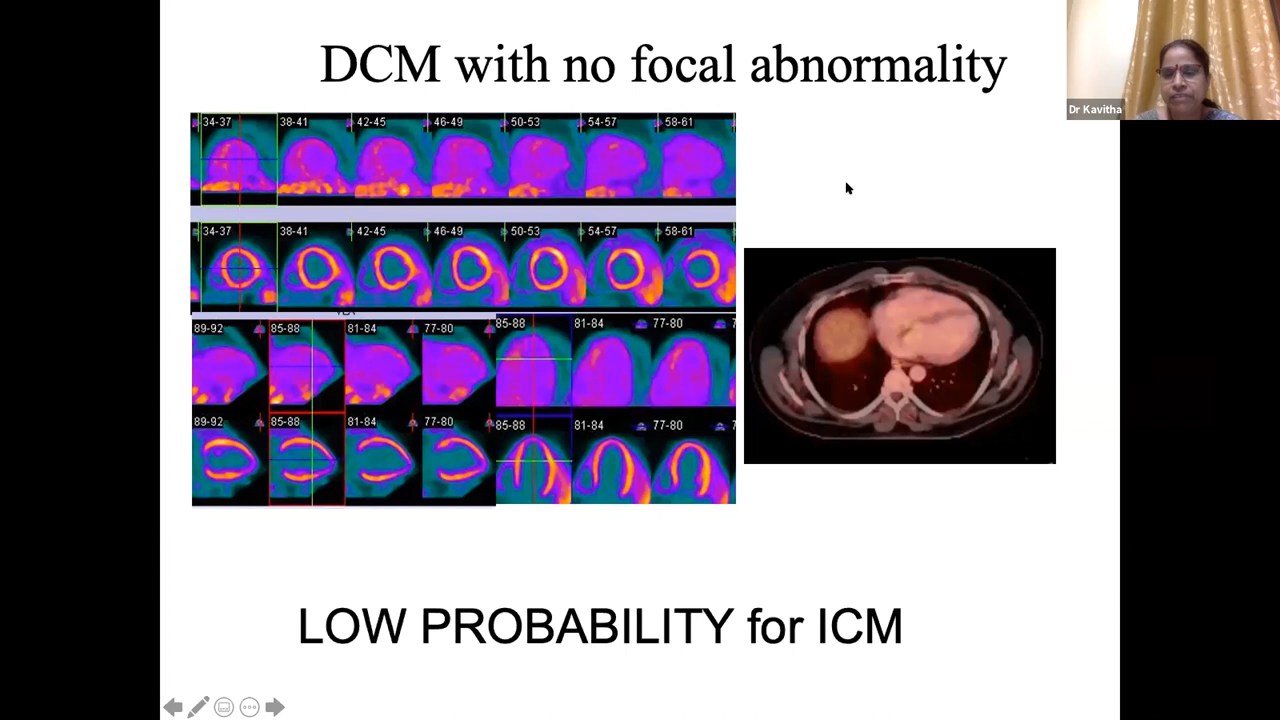 DCM with no focal abnormality
Dr Kavitha
34-37 38-41 42-45 46-49 50-53 54-57 58-61
34-37 38-41 42-45 46-49 50-53 54-57 58-61
89-92 85-88 81-84 77-80 85-88 81-84 77-80
89-92 85-88 81-84 77-80 85-88 81-84 77-80
LOW PROBABILITY for ICM